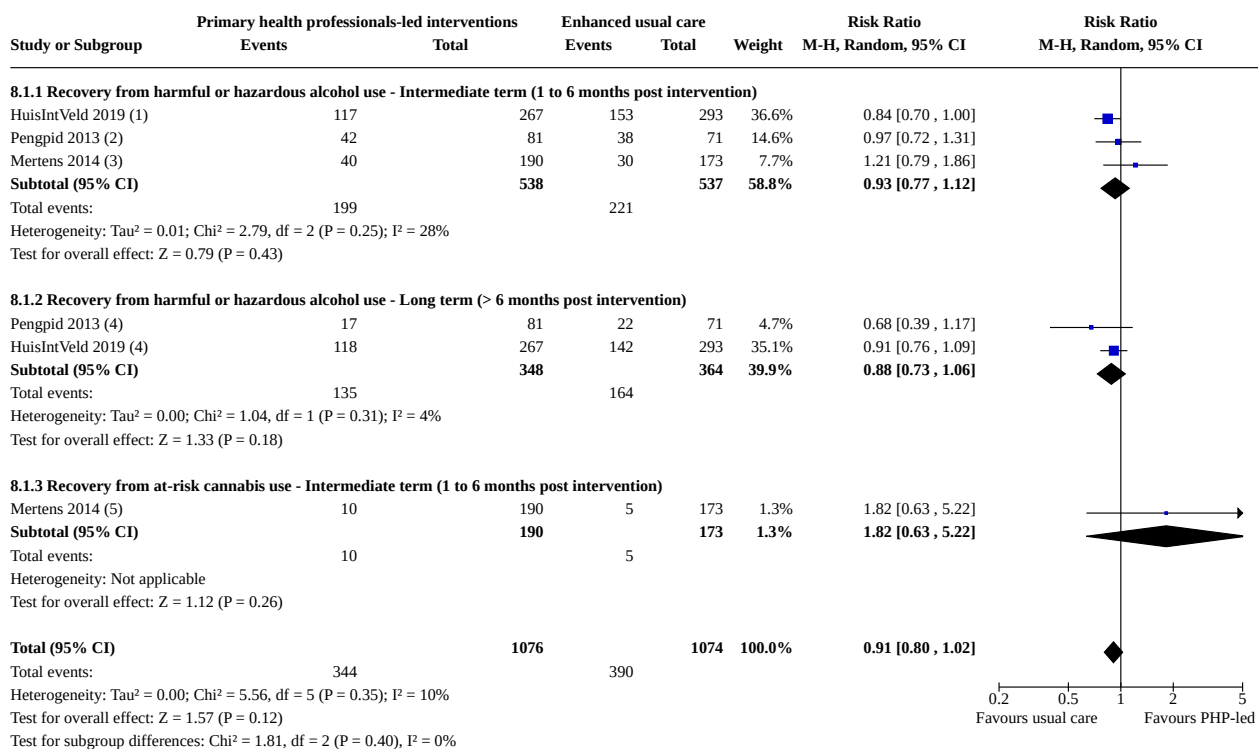 Primary health professionals-led interventions Enhanced usual care Risk Ratio Risk Ratio
Study or Subgroup Events Total Events Total Weight M-H, Random, 95% CI M-H, Random, 95% CI
8.1.1 Recovery from harmful or hazardous alcohol use - Intermediate term (1 to 6 months post intervention)
HuisIntVeld 2019 (1) 117 267 153 293 36.6% 0.84 [0.70 , 1.00]
Pengpid 2013 (2) 42 81 38 71 14.6% 0.97 [0.72 , 1.31]
Mertens 2014 (3) 40 190 30 173 7.7% 1.21 [0.79 , 1.86]
Subtotal (95% CI) 538 537 58.8% 0.93 [0.77 , 1.12]
Total events: 199 221
Heterogeneity: Tau² = 0.01; Chi² = 2.79, df = 2 (P = 0.25); I² = 28%
Test for overall effect: Z = 0.79 (P = 0.43)
8.1.2 Recovery from harmful or hazardous alcohol use - Long term (> 6 months post intervention)
Pengpid 2013 (4) 17 81 22 71 4.7% 0.68 [0.39 , 1.17]
HuisIntVeld 2019 (4) 118 267 142 293 35.1% 0.91 [0.76 , 1.09]
Subtotal (95% CI) 348 364 39.9% 0.88 [0.73 , 1.06]
Total events: 135 164
Heterogeneity: Tau² = 0.00; Chi² = 1.04, df = 1 (P = 0.31); I² = 4%
Test for overall effect: Z = 1.33 (P = 0.18)
8.1.3 Recovery from at-risk cannabis use - Intermediate term (1 to 6 months post intervention)
Mertens 2014 (5) 10 190 5 173 1.3% 1.82 [0.63 , 5.22]
Subtotal (95% CI) 190 173 1.3% 1.82 [0.63 , 5.22]
Total events: 10 5
Heterogeneity: Not applicable
Test for overall effect: Z = 1.12 (P = 0.26)
Total (95% CI) 1076 1074 100.0% 0.91 [0.80 , 1.02]
Total events: 344 390
Heterogeneity: Tau² = 0.00; Chi² = 5.56, df = 5 (P = 0.35); I² = 10%
Test for overall effect: Z = 1.57 (P = 0.12)
Test for subgroup differences: Chi² = 1.81, df = 2 (P = 0.40), I² = 0%
0.2 0.5 1 2 5
Favours usual care Favours PHP-led